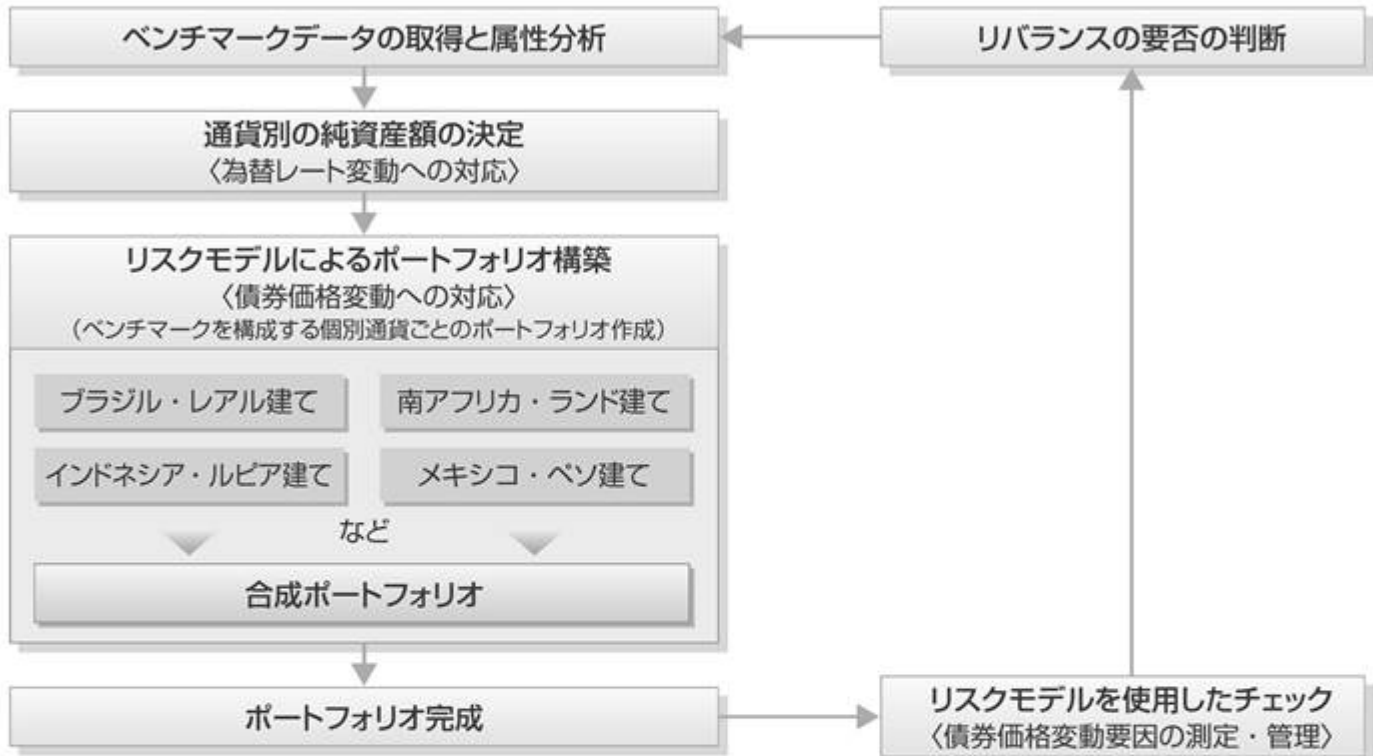 ベンチマークデータの取得と属性分析
リバランスの要否の判断
通貨別の純資産額の決定
〈為替レート変動への対応〉
リスクモデルによるポートフォリオ構築
〈債券価格変動への対応〉
（ベンチマークを構成する個別通貨ごとのポートフォリオ作成）
ブラジル・レアル建て
南アフリカ・ランド建て
インドネシア・ルピア建て
メキシコ・ペソ建て
など
合成ポートフォリオ
ポートフォリオ完成
リスクモデルを使用したチェック
〈債券価格変動要因の測定・管理〉